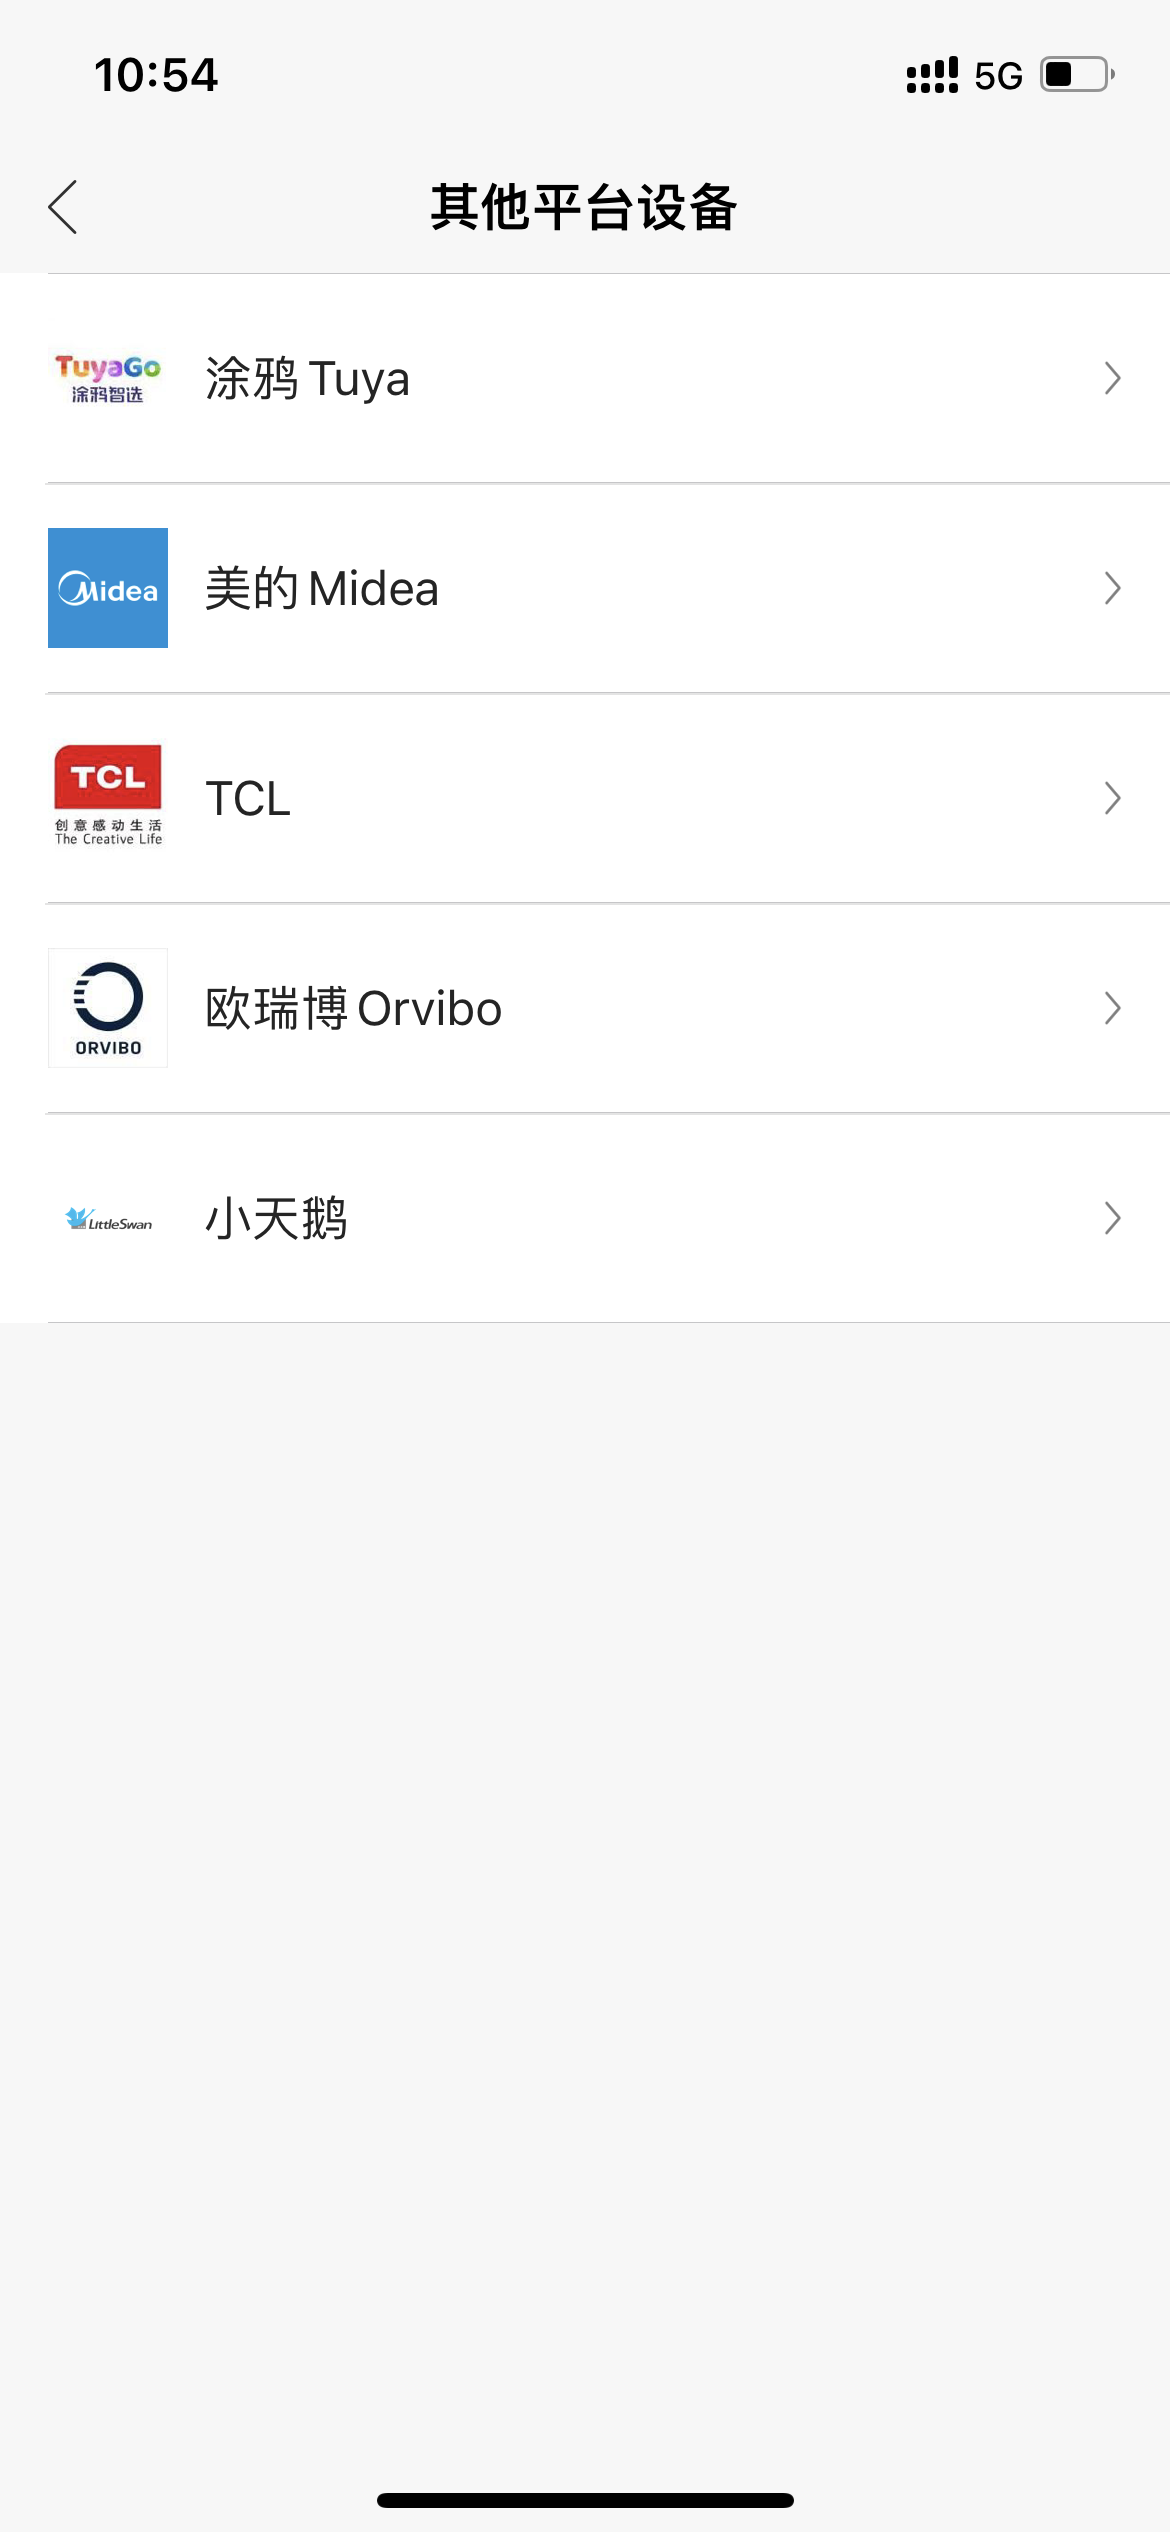 10:54
5G
其他平台设备
TuyaGo
涂鸦智选
涂鸦 Tuya
Midea
美的 Midea
TCL
创意感动生活
The Creative Life
TCL
ORVIBO
欧瑞博 Orvibo
LittleSwan
小天鹅